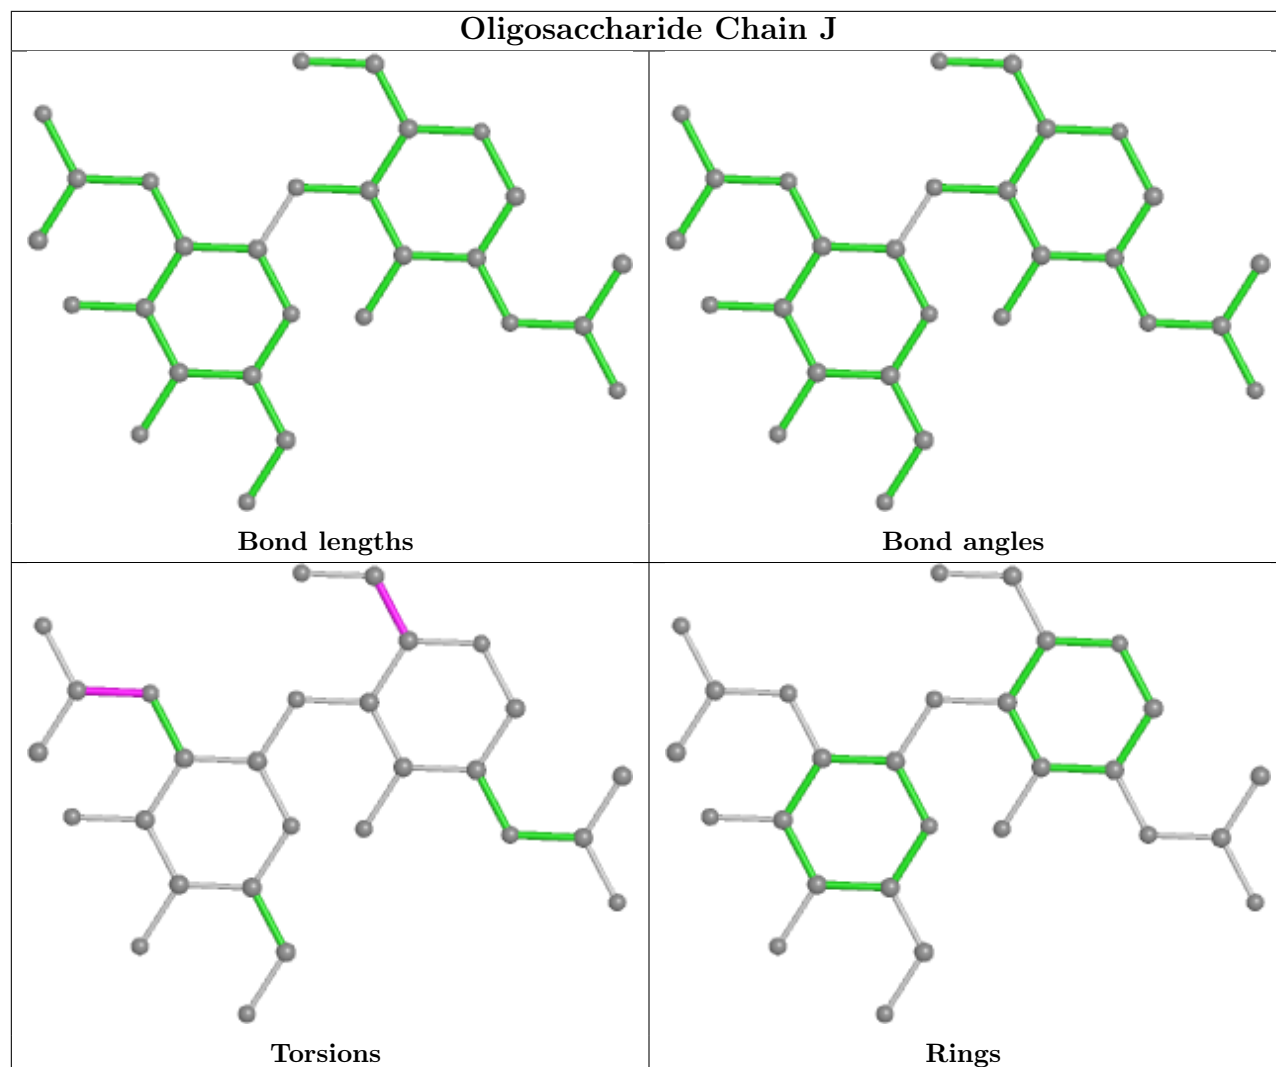 Oligosaccharide Chain J
Bond lengths
Bond angles
Torsions
Rings